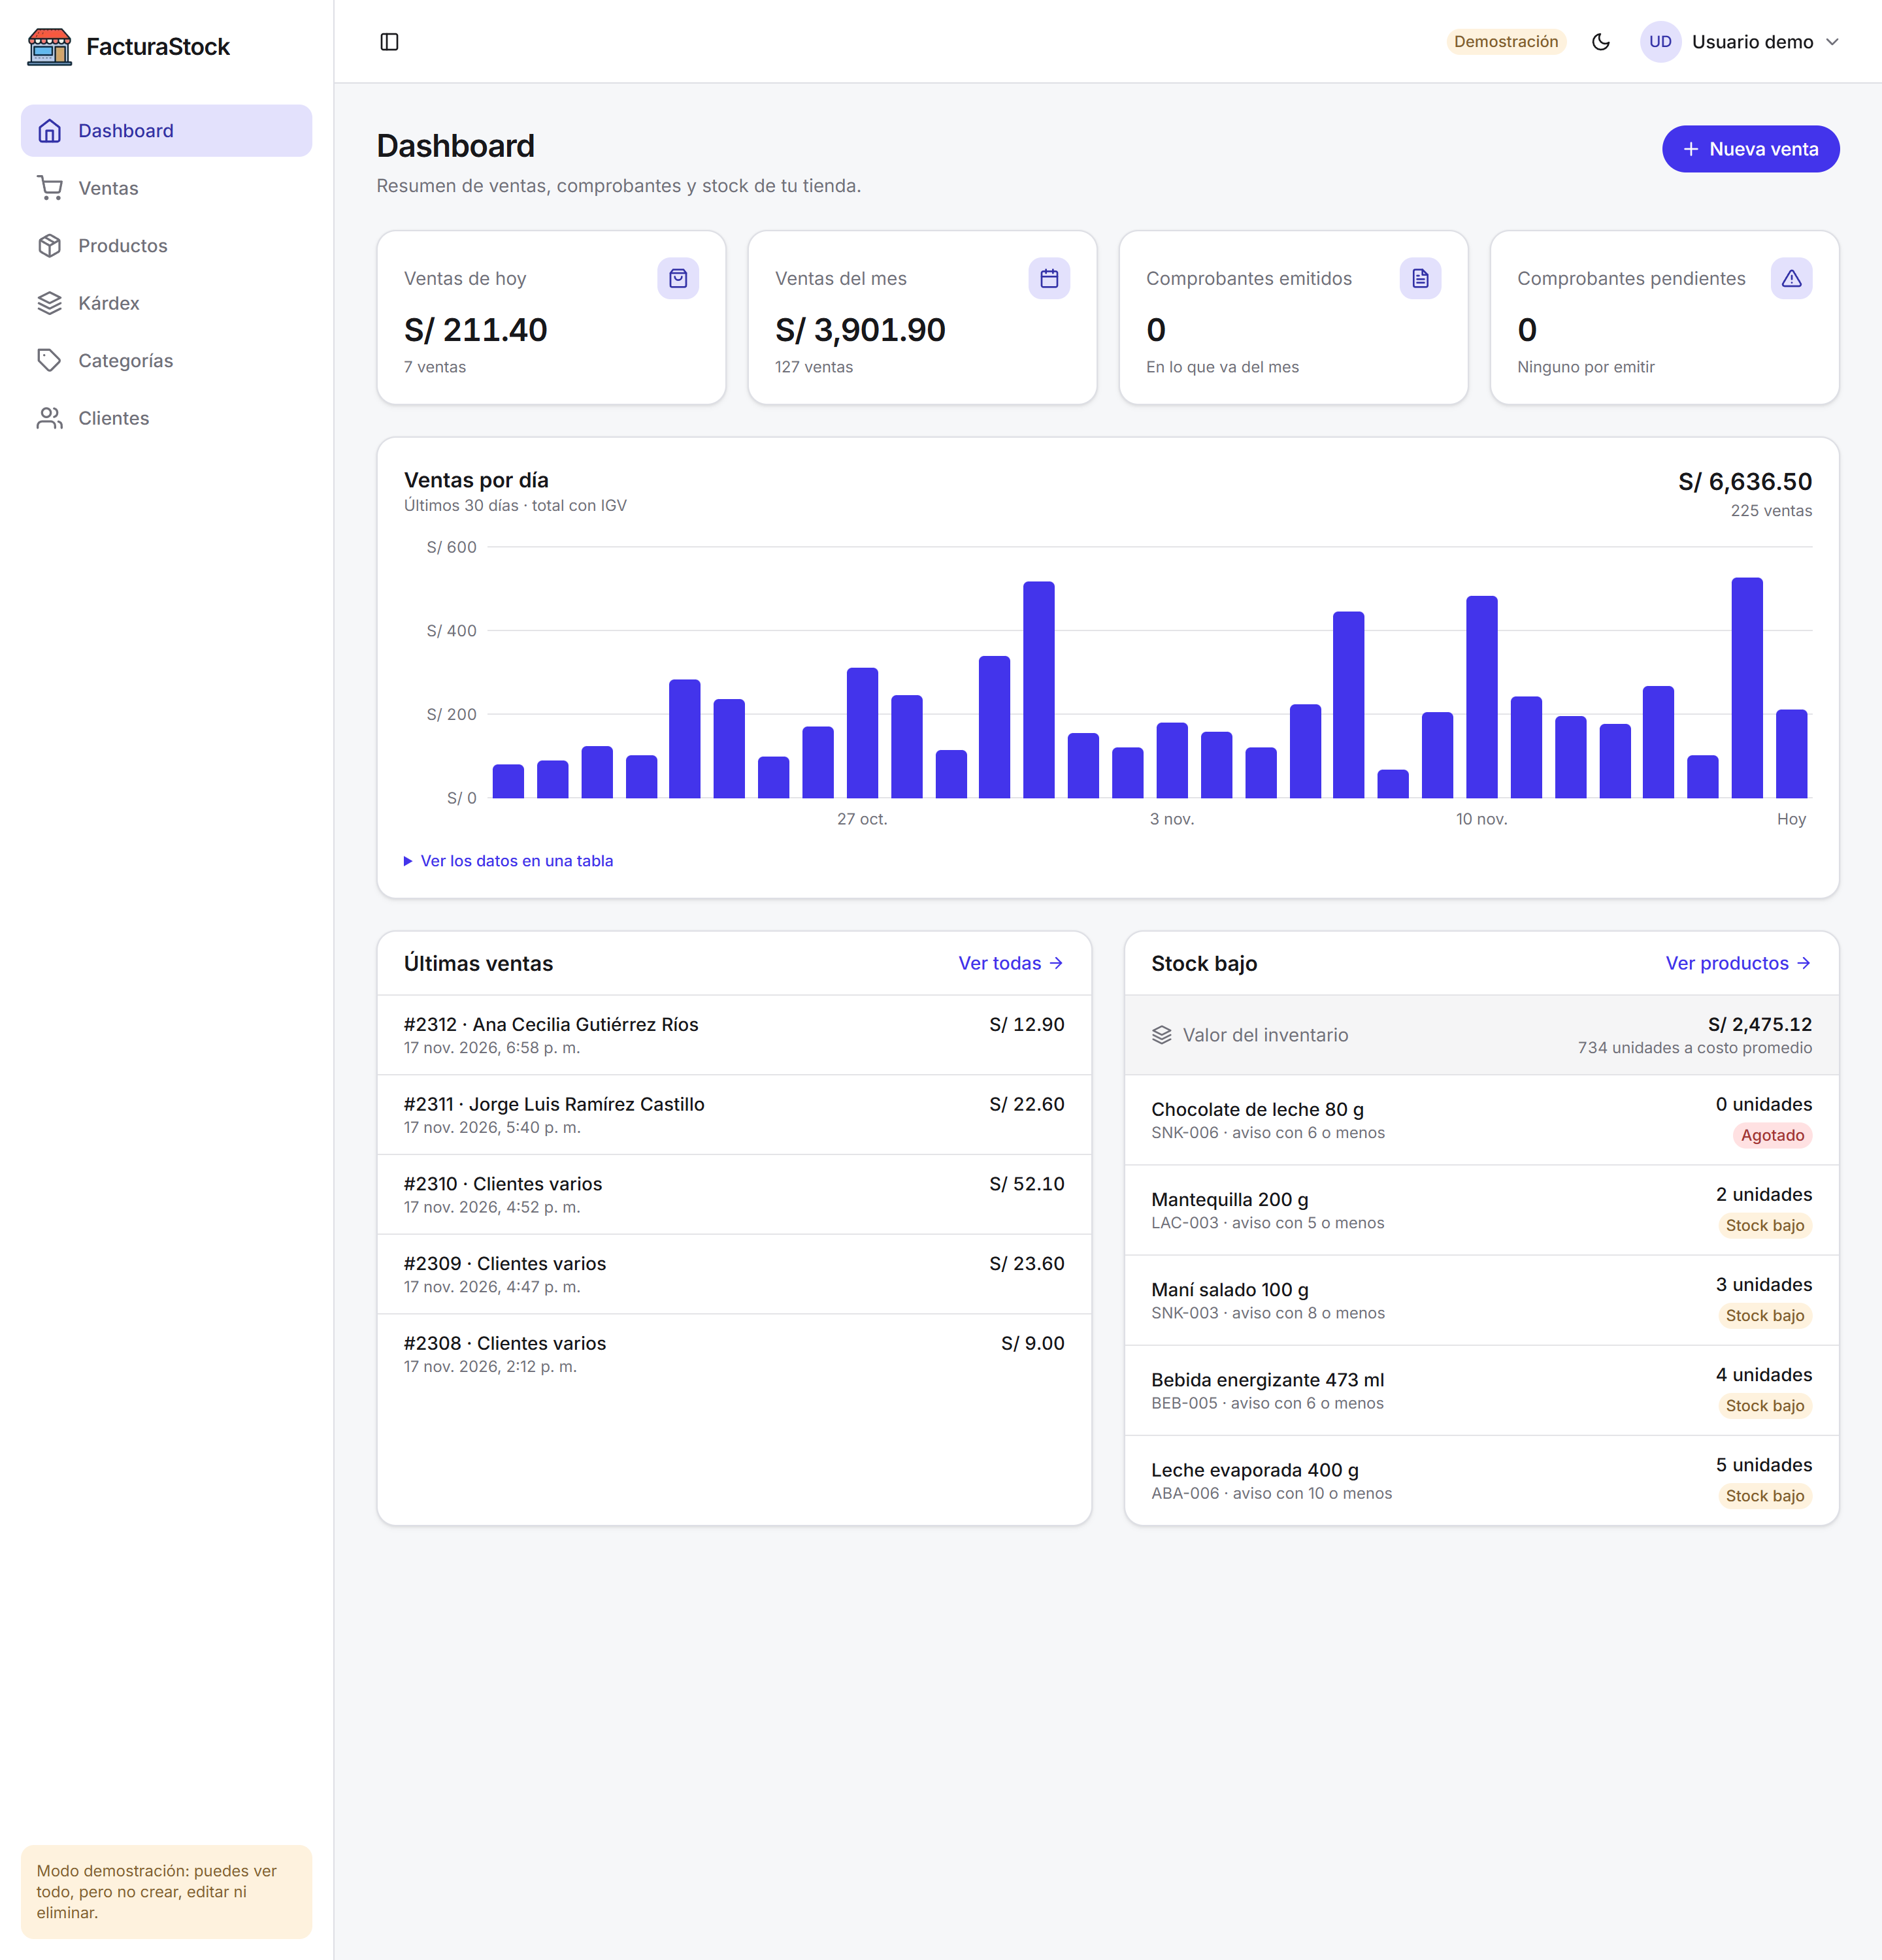 FacturaStock
Dashboard
Ventas
Productos
Kárdex
Categorías
Clientes
Modo demostración: puedes ver
todo, pero no crear, editar ni
eliminar.
Demostración
UD
Usuario demo
Dashboard
Resumen de ventas, comprobantes y stock de tu tienda.
+ Nueva venta
Ventas de hoy
S/ 211.40
7 ventas
Ventas del mes
S/ 3,901.90
127 ventas
Comprobantes emitidos
0
En lo que va del mes
Comprobantes pendientes
0
Ninguno por emitir
Ventas por día
Últimos 30 días · total con IGV
S/ 6,636.50
225 ventas
S/ 600
S/ 400
S/ 200
S/ 0
27 oct.
3 nov.
10 nov.
Hoy
Ver los datos en una tabla
Últimas ventas
Ver todas →
#2312 · Ana Cecilia Gutiérrez Ríos
S/ 12.90
17 nov. 2026, 6:58 p. m.
#2311 · Jorge Luis Ramírez Castillo
S/ 22.60
17 nov. 2026, 5:40 p. m.
#2310 · Clientes varios
S/ 52.10
17 nov. 2026, 4:52 p. m.
#2309 · Clientes varios
S/ 23.60
17 nov. 2026, 4:47 p. m.
#2308 · Clientes varios
S/ 9.00
17 nov. 2026, 2:12 p. m.
Stock bajo
Ver productos →
Valor del inventario
S/ 2,475.12
734 unidades a costo promedio
Chocolate de leche 80 g
SNK-006 · aviso con 6 o menos
0 unidades
Agotado
Mantequilla 200 g
LAC-003 · aviso con 5 o menos
2 unidades
Stock bajo
Maní salado 100 g
SNK-003 · aviso con 8 o menos
3 unidades
Stock bajo
Bebida energizante 473 ml
BEB-005 · aviso con 6 o menos
4 unidades
Stock bajo
Leche evaporada 400 g
ABA-006 · aviso con 10 o menos
5 unidades
Stock bajo